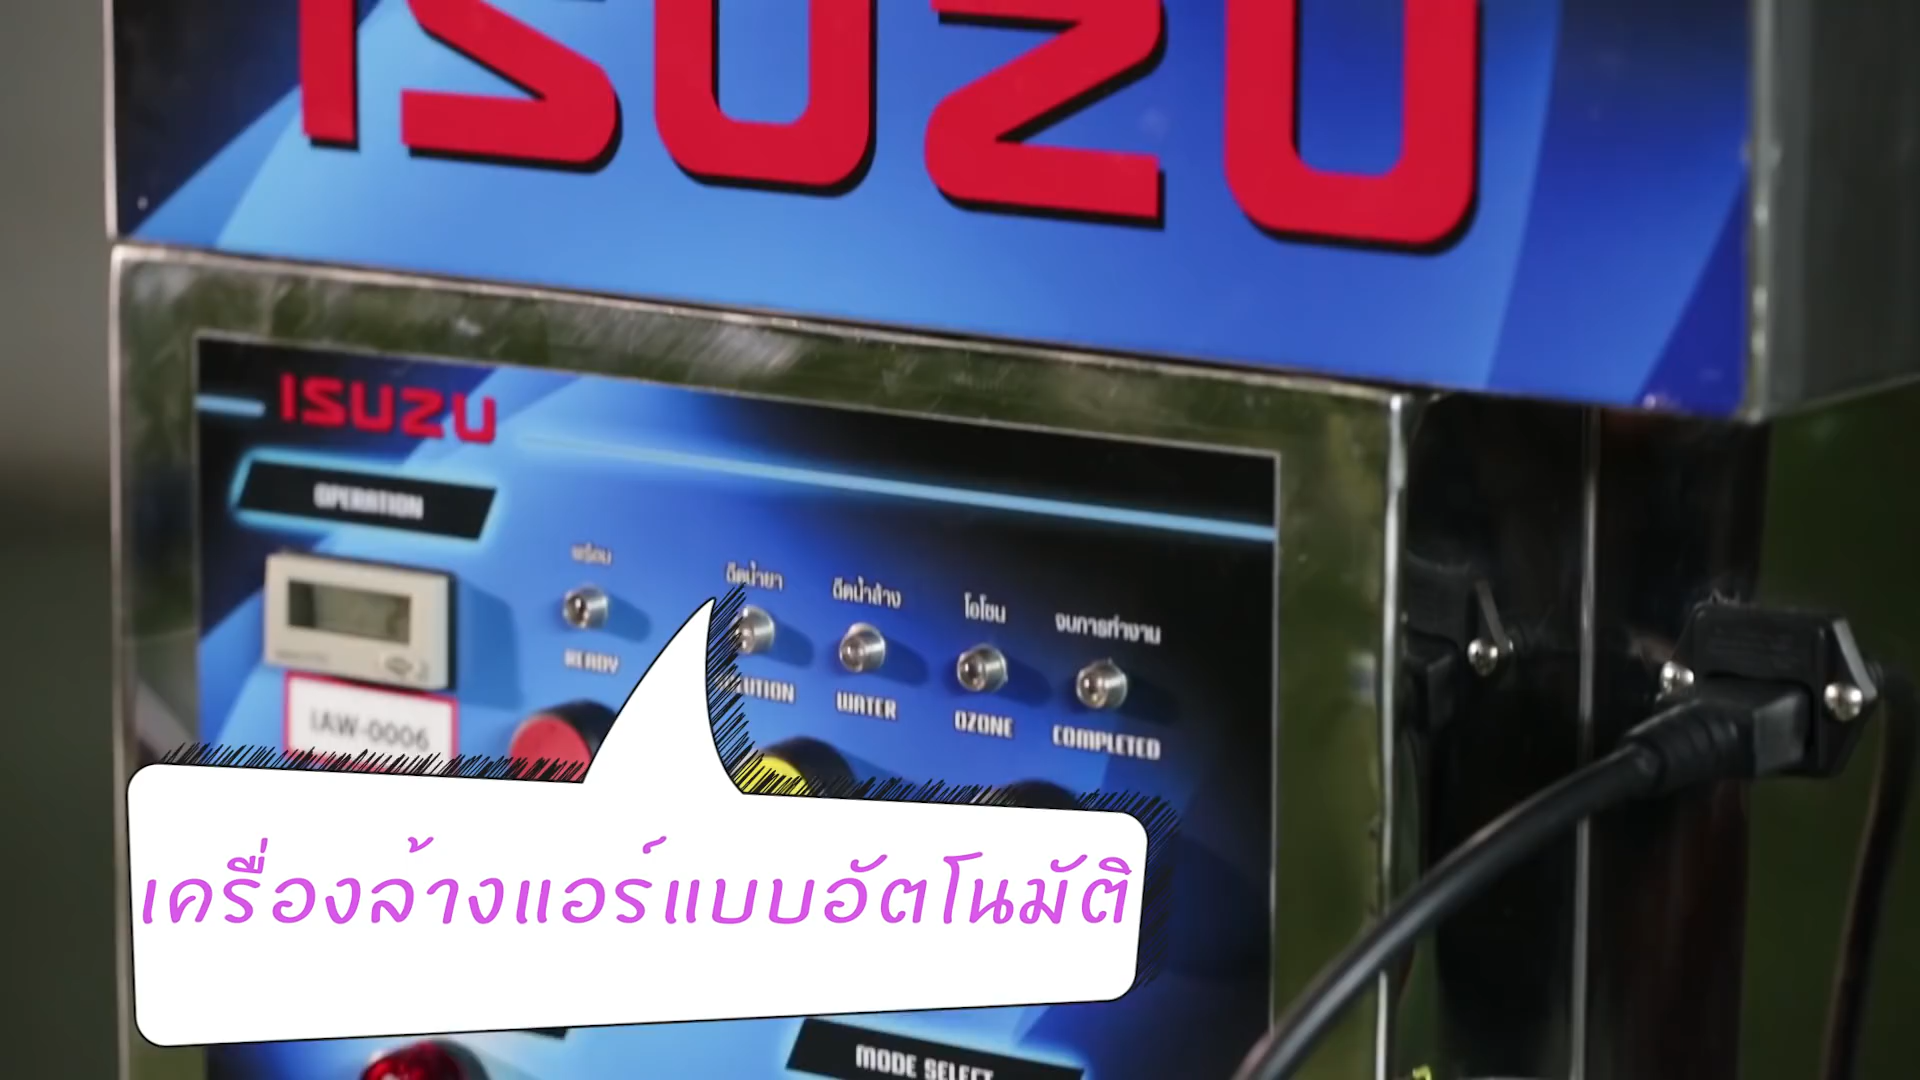 ISUZU
ISUZU
OPERATION
พร้อม
ฉีดน้ำยา
ฉีดน้ำล้าง
โอโซน
จบการทำงาน
READY
WATER
OZONE
COMPLETED
IAW-0006
เครื่องล้างแอร์แบบอัตโนมัติ
MODE SELECT